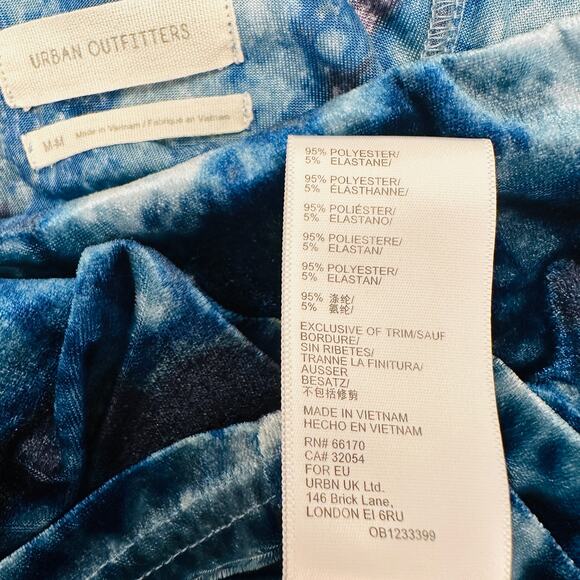 URBAN OUTFITTERS
M-M Made in Vietnam / Fabriqué en Vietnam
95% POLYESTER/
5% ELASTANE/
95% POLYESTER/
5% ÉLASTHANNE/
95% POLIÉSTER/
5% ELASTANO/
95% POLIESTERE/
5% ELASTAN/
95% POLYESTER/
5% ELASTAN/
95% 涤纶/
5% 氨纶/
EXCLUSIVE OF TRIM/SAUF
BORDURE/
SIN RIBETES/
TRANNE LA FINITURA/
AUSSER
BESATZ/
不包括修剪
MADE IN VIETNAM
HECHO EN VIETNAM
RN# 66170
CA# 32054
FOR EU
URBN UK Ltd.
146 Brick Lane,
LONDON EI 6RU
OB1233399